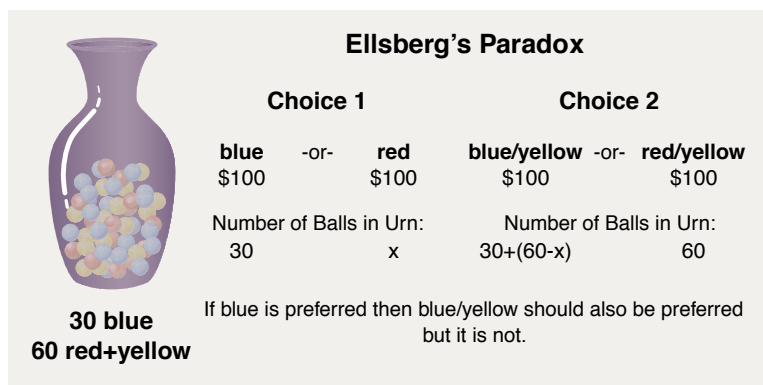 Ellsberg's Paradox
Choice 1
blue -or- red
$100 $100
Number of Balls in Urn:
30 x
Choice 2
blue/yellow -or- red/yellow
$100 $100
Number of Balls in Urn:
30+(60-x) 60
If blue is preferred then blue/yellow should also be preferred
but it is not.
30 blue
60 red+yellow